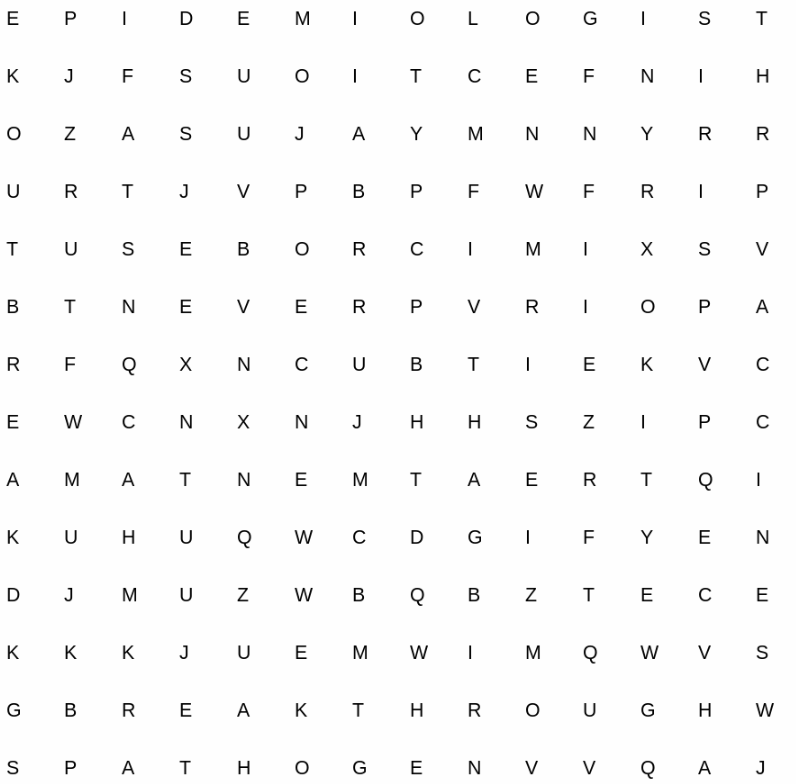 E P I D E M I O L O G I S T
K J F S U O I T C E F N I H
O Z A S U J A Y M N N Y R R
U R T J V P B P F W F R I P
T U S E B O R C I M I X S V
B T N E V E R P V R I O P A
R F Q X N C U B T I E K V C
E W C N X N J H H S Z I P C
A M A T N E M T A E R T Q I
K U H U Q W C D G I F Y E N
D J M U Z W B Q B Z T E C E
K K K J U E M W I M Q W V S
G B R E A K T H R O U G H W
S P A T H O G E N V V Q A J